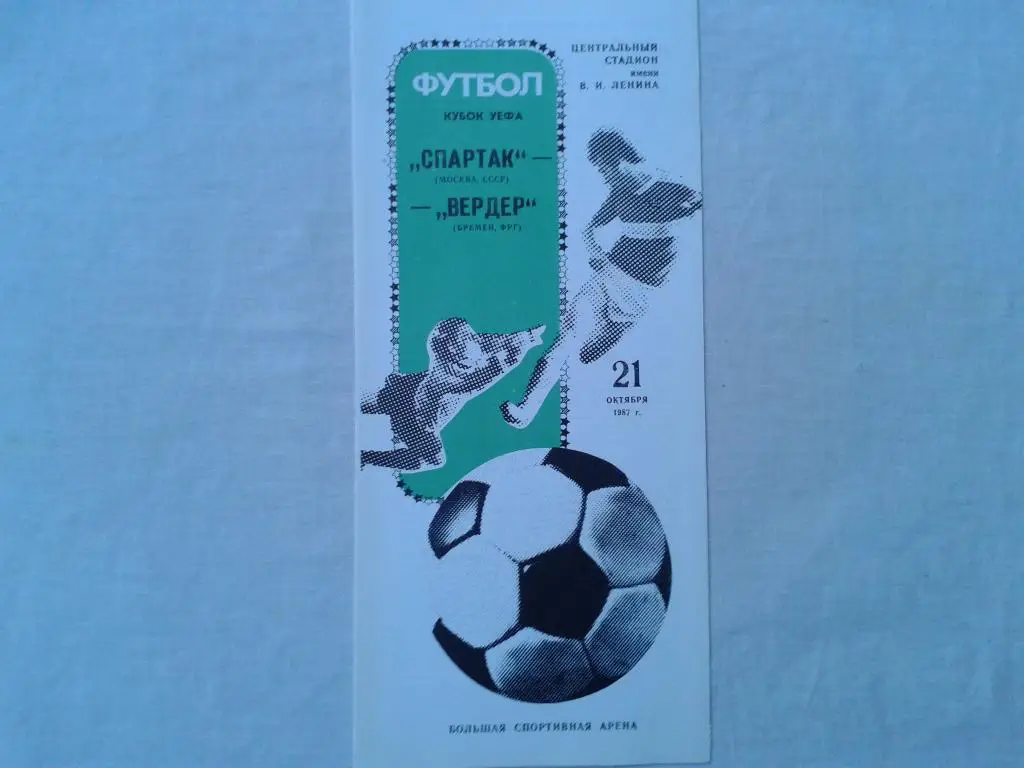 ЦЕНТРАЛЬНЫЙ
СТАДИОН
имени
В. И. ЛЕНИНА
ФУТБОЛ
КУБОК УЕФА
„СПАРТАК“ —
(МОСКВА, СССР)
— „ВЕРДЕР“
(БРЕМЕН, ФРГ)
21
ОКТЯБРЯ
1987 г.
БОЛЬШАЯ СПОРТИВНАЯ АРЕНА